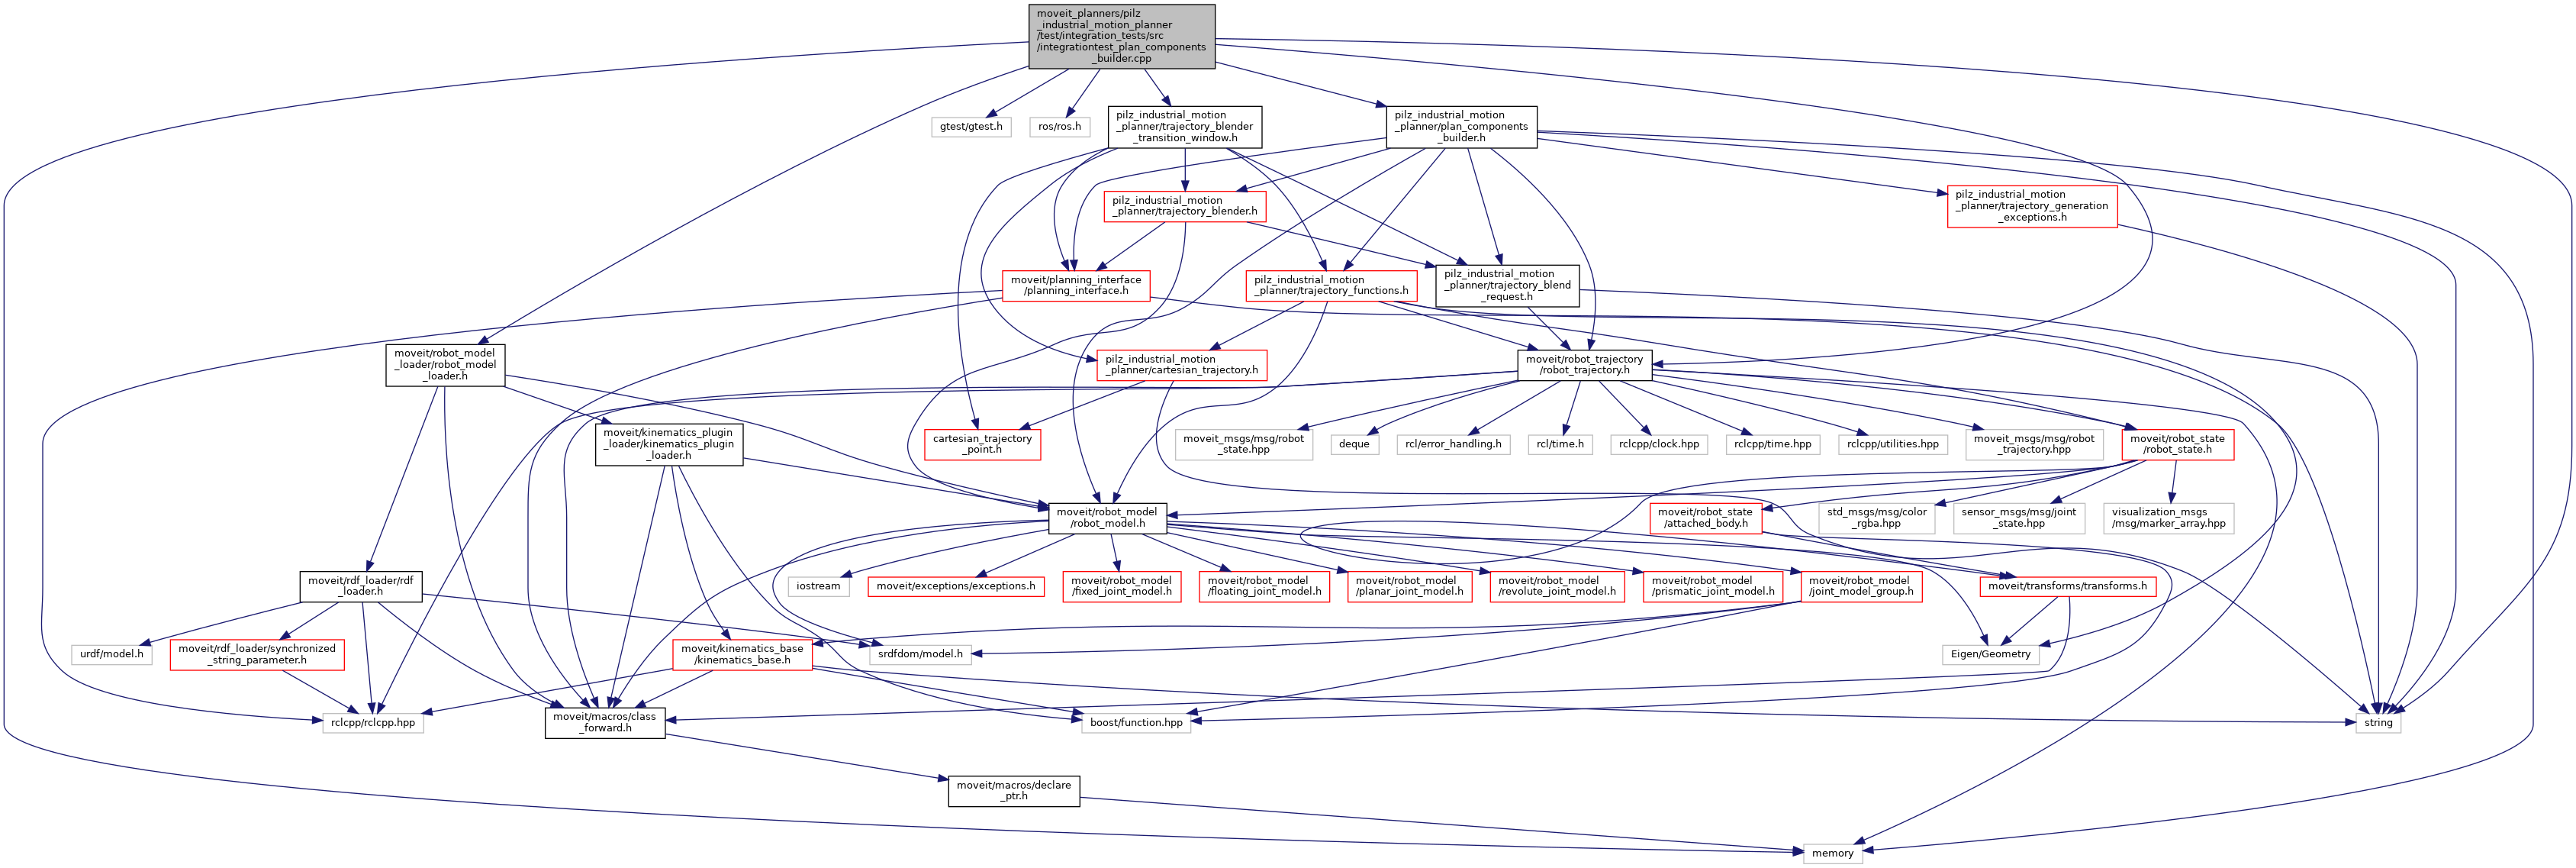 moveit_planners/pilz
_industrial_motion_planner
/test/integration_tests/src
/integrationtest_plan_components
_builder.cpp
gtest/gtest.h
ros/ros.h
pilz_industrial_motion
_planner/trajectory_blender
_transition_window.h
pilz_industrial_motion
_planner/plan_components
_builder.h
pilz_industrial_motion
_planner/trajectory_blender.h
pilz_industrial_motion
_planner/trajectory_generation
_exceptions.h
moveit/planning_interface
/planning_interface.h
pilz_industrial_motion
_planner/trajectory_functions.h
pilz_industrial_motion
_planner/trajectory_blend
_request.h
moveit/robot_model
_loader/robot_model
_loader.h
pilz_industrial_motion
_planner/cartesian_trajectory.h
moveit/robot_trajectory
/robot_trajectory.h
moveit/kinematics_plugin
_loader/kinematics_plugin
_loader.h
cartesian_trajectory
_point.h
moveit_msgs/msg/robot
_state.hpp
deque
rcl/error_handling.h
rcl/time.h
rclcpp/clock.hpp
rclcpp/time.hpp
rclcpp/utilities.hpp
moveit_msgs/msg/robot
_trajectory.hpp
moveit/robot_state
/robot_state.h
moveit/robot_model
/robot_model.h
moveit/robot_state
/attached_body.h
std_msgs/msg/color
_rgba.hpp
sensor_msgs/msg/joint
_state.hpp
visualization_msgs
/msg/marker_array.hpp
moveit/rdf_loader/rdf
_loader.h
iostream
moveit/exceptions/exceptions.h
moveit/robot_model
/fixed_joint_model.h
moveit/robot_model
/floating_joint_model.h
moveit/robot_model
/planar_joint_model.h
moveit/robot_model
/revolute_joint_model.h
moveit/robot_model
/prismatic_joint_model.h
moveit/robot_model
/joint_model_group.h
moveit/transforms/transforms.h
urdf/model.h
moveit/rdf_loader/synchronized
_string_parameter.h
moveit/kinematics_base
/kinematics_base.h
srdfdom/model.h
Eigen/Geometry
rclcpp/rclcpp.hpp
moveit/macros/class
_forward.h
boost/function.hpp
string
moveit/macros/declare
_ptr.h
memory